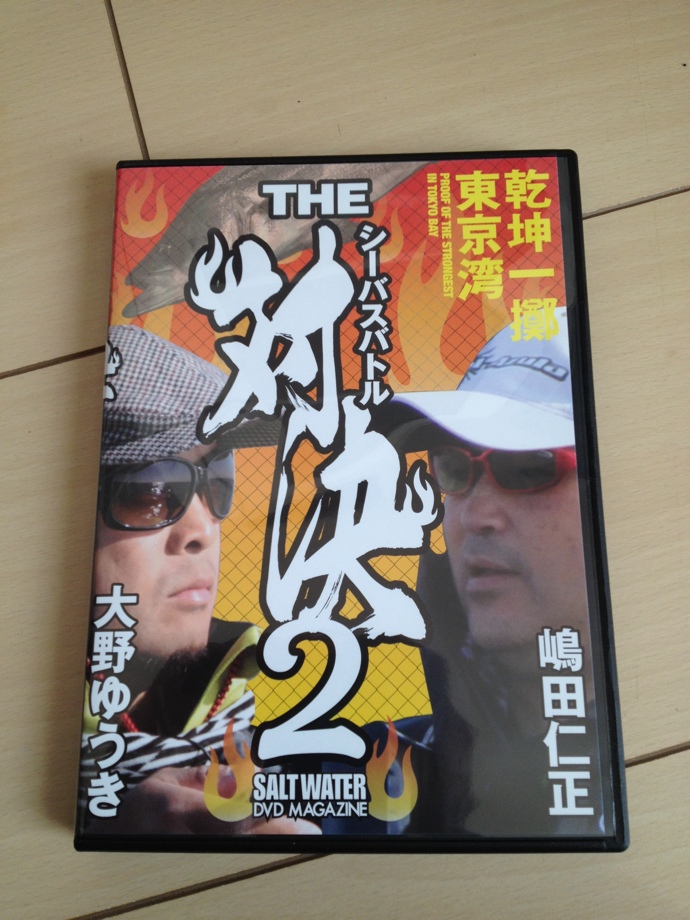 乾坤一擲
東京湾
PROOF OF THE STRONGEST
IN TOKYO BAY
THE
シーバスバトル
対決
2
大野ゆうき
嶋田仁正
SALT WATER
DVD MAGAZINE